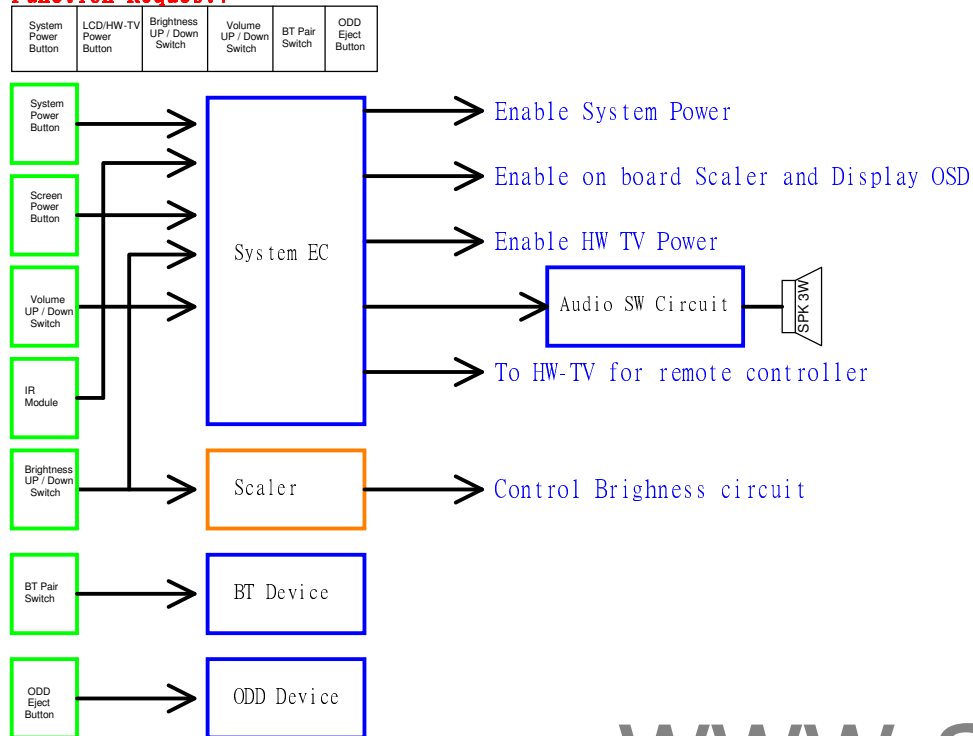 Function Request:
System
Power
Button
LCD/HW-TV
Power
Button
Brightness
UP / Down
Switch
Volume
UP / Down
Switch
BT Pair
Switch
ODD
Eject
Button
System
Power
Button
Screen
Power
Button
Volume
UP / Down
Switch
IR
Module
Brightness
UP / Down
Switch
BT Pair
Switch
ODD
Eject
Button
System EC
Scaler
BT Device
ODD Device
Enable System Power
Enable on board Scaler and Display OSD
Enable HW TV Power
Audio SW Circuit
SPK 3W
To HW-TV for remote controller
Control Brighness circuit